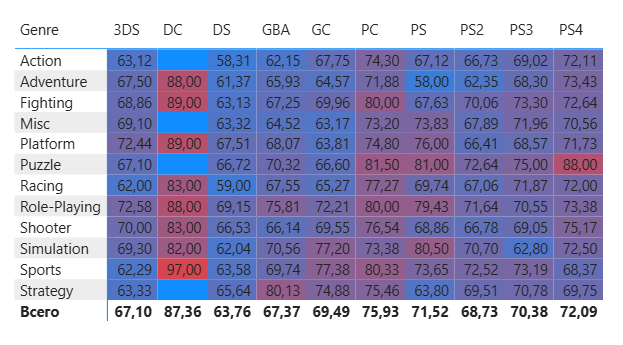 Genre 3DS DC DS GBA GC PC PS PS2 PS3 PS4
Action 63,12 58,31 62,15 67,75 74,30 67,12 66,73 69,02 72,11
Adventure 67,50 88,00 61,37 65,93 64,57 71,88 58,00 62,35 68,30 73,43
Fighting 68,86 89,00 63,13 67,25 69,96 80,00 67,63 70,06 73,30 72,64
Misc 69,10 63,32 64,52 63,17 73,20 73,83 67,89 71,96 70,56
Platform 72,44 89,00 67,51 68,07 63,81 74,80 76,00 66,41 68,57 71,73
Puzzle 67,10 66,72 70,32 66,60 81,50 81,00 72,64 75,00 88,00
Racing 62,00 83,00 59,00 67,55 65,27 77,27 69,74 67,06 71,87 72,00
Role-Playing 72,58 88,00 69,15 75,81 72,21 80,00 79,43 71,64 70,55 73,38
Shooter 70,00 83,00 66,53 66,14 69,55 76,54 68,86 66,78 69,05 75,17
Simulation 69,30 82,00 62,04 70,56 77,20 73,38 80,50 70,70 62,80 72,50
Sports 62,29 97,00 63,58 69,74 77,38 80,33 73,65 72,52 73,19 68,37
Strategy 63,33 65,64 80,13 74,88 75,46 63,80 69,51 70,78 69,75
Всего 67,10 87,36 63,76 67,37 69,49 75,93 71,52 68,73 70,38 72,09